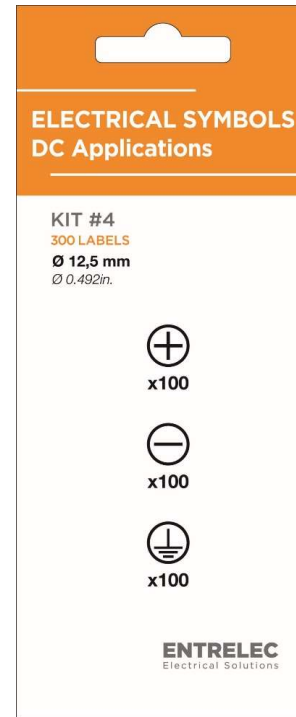 ELECTRICAL SYMBOLS
DC Applications
KIT #4
300 LABELS
Ø 12,5 mm
Ø 0.492in.
x100
x100
x100
ENTRELEC
Electrical Solutions